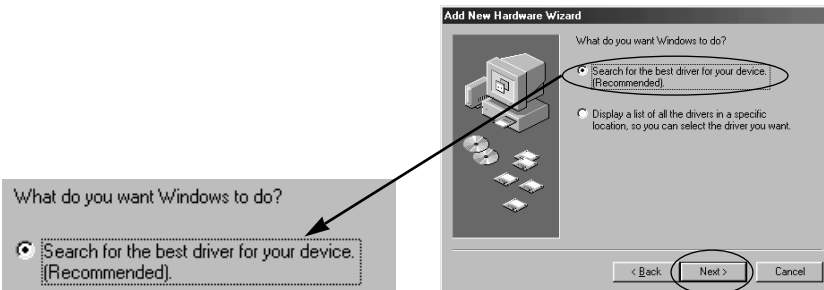 Add New Hardware Wizard
What do you want Windows to do?
Search for the best driver for your device.
(Recommended).
Display a list of all the drivers in a specific
location, so you can select the driver you want.
< Back
Next >
Cancel
What do you want Windows to do?
Search for the best driver for your device.
(Recommended).